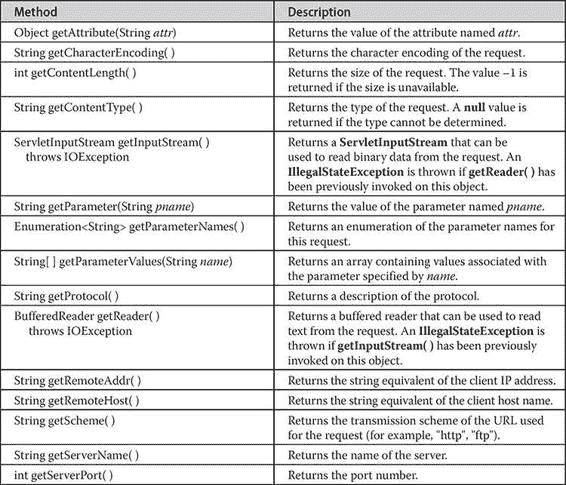 Method Description
Object getAttribute(String attr) Returns the value of the attribute named attr.
String getCharacterEncoding( ) Returns the character encoding of the request.
int getContentLength( ) Returns the size of the request. The value –1 is
returned if the size is unavailable.
String getContentType( ) Returns the type of the request. A null value is
returned if the type cannot be determined.
ServletInputStream getInputStream( ) Returns a ServletInputStream that can be
throws IOException used to read binary data from the request. An
IllegalStateException is thrown if getReader( ) has
been previously invoked on this object.
String getParameter(String pname) Returns the value of the parameter named pname.
Enumeration<String> getParameterNames( ) Returns an enumeration of the parameter names for
this request.
String[ ] getParameterValues(String name) Returns an array containing values associated with
the parameter specified by name.
String getProtocol( ) Returns a description of the protocol.
BufferedReader getReader( ) Returns a buffered reader that can be used to read
throws IOException text from the request. An IllegalStateException is
thrown if getInputStream( ) has been previously
invoked on this object.
String getRemoteAddr( ) Returns the string equivalent of the client IP address.
String getRemoteHost( ) Returns the string equivalent of the client host name.
String getScheme( ) Returns the transmission scheme of the URL used
for the request (for example, "http", "ftp").
String getServerName( ) Returns the name of the server.
int getServerPort( ) Returns the port number.